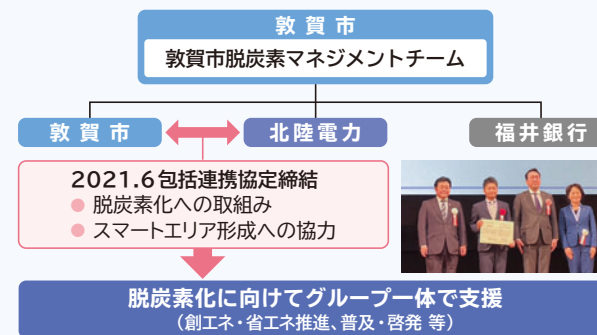 敦賀市
敦賀市脱炭素マネジメントチーム
敦賀市
北陸電力
福井銀行
2021.6包括連携協定締結
● 脱炭素化への取組み
● スマートエリア形成への協力
脱炭素化に向けてグループ一体で支援
（創エネ・省エネ推進、普及・啓発 等）